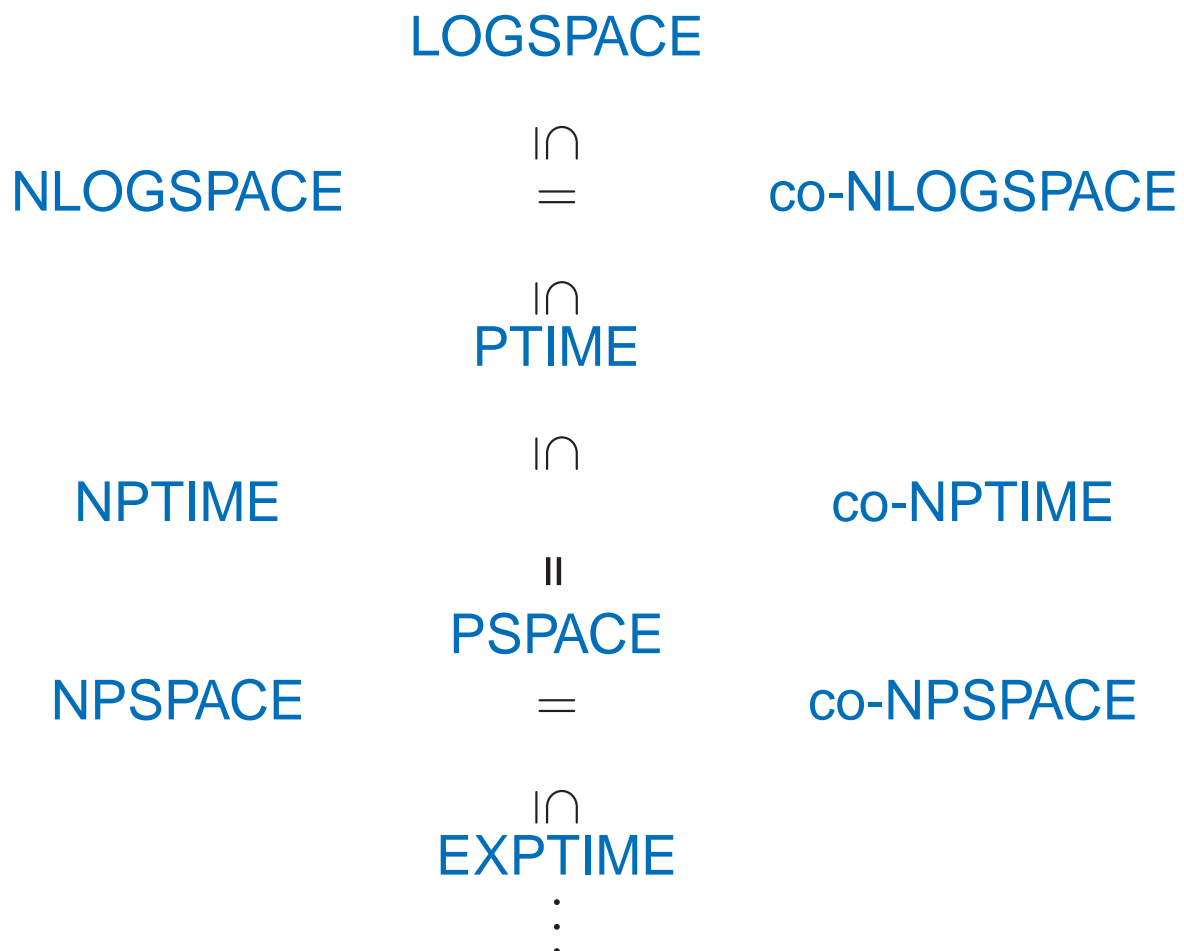 LOGSPACE
|∩
NLOGSPACE = co-NLOGSPACE
|∩
PTIME
|∩
NPTIME co-NPTIME
||
PSPACE
NPSPACE = co-NPSPACE
|∩
EXPTIME
⋮